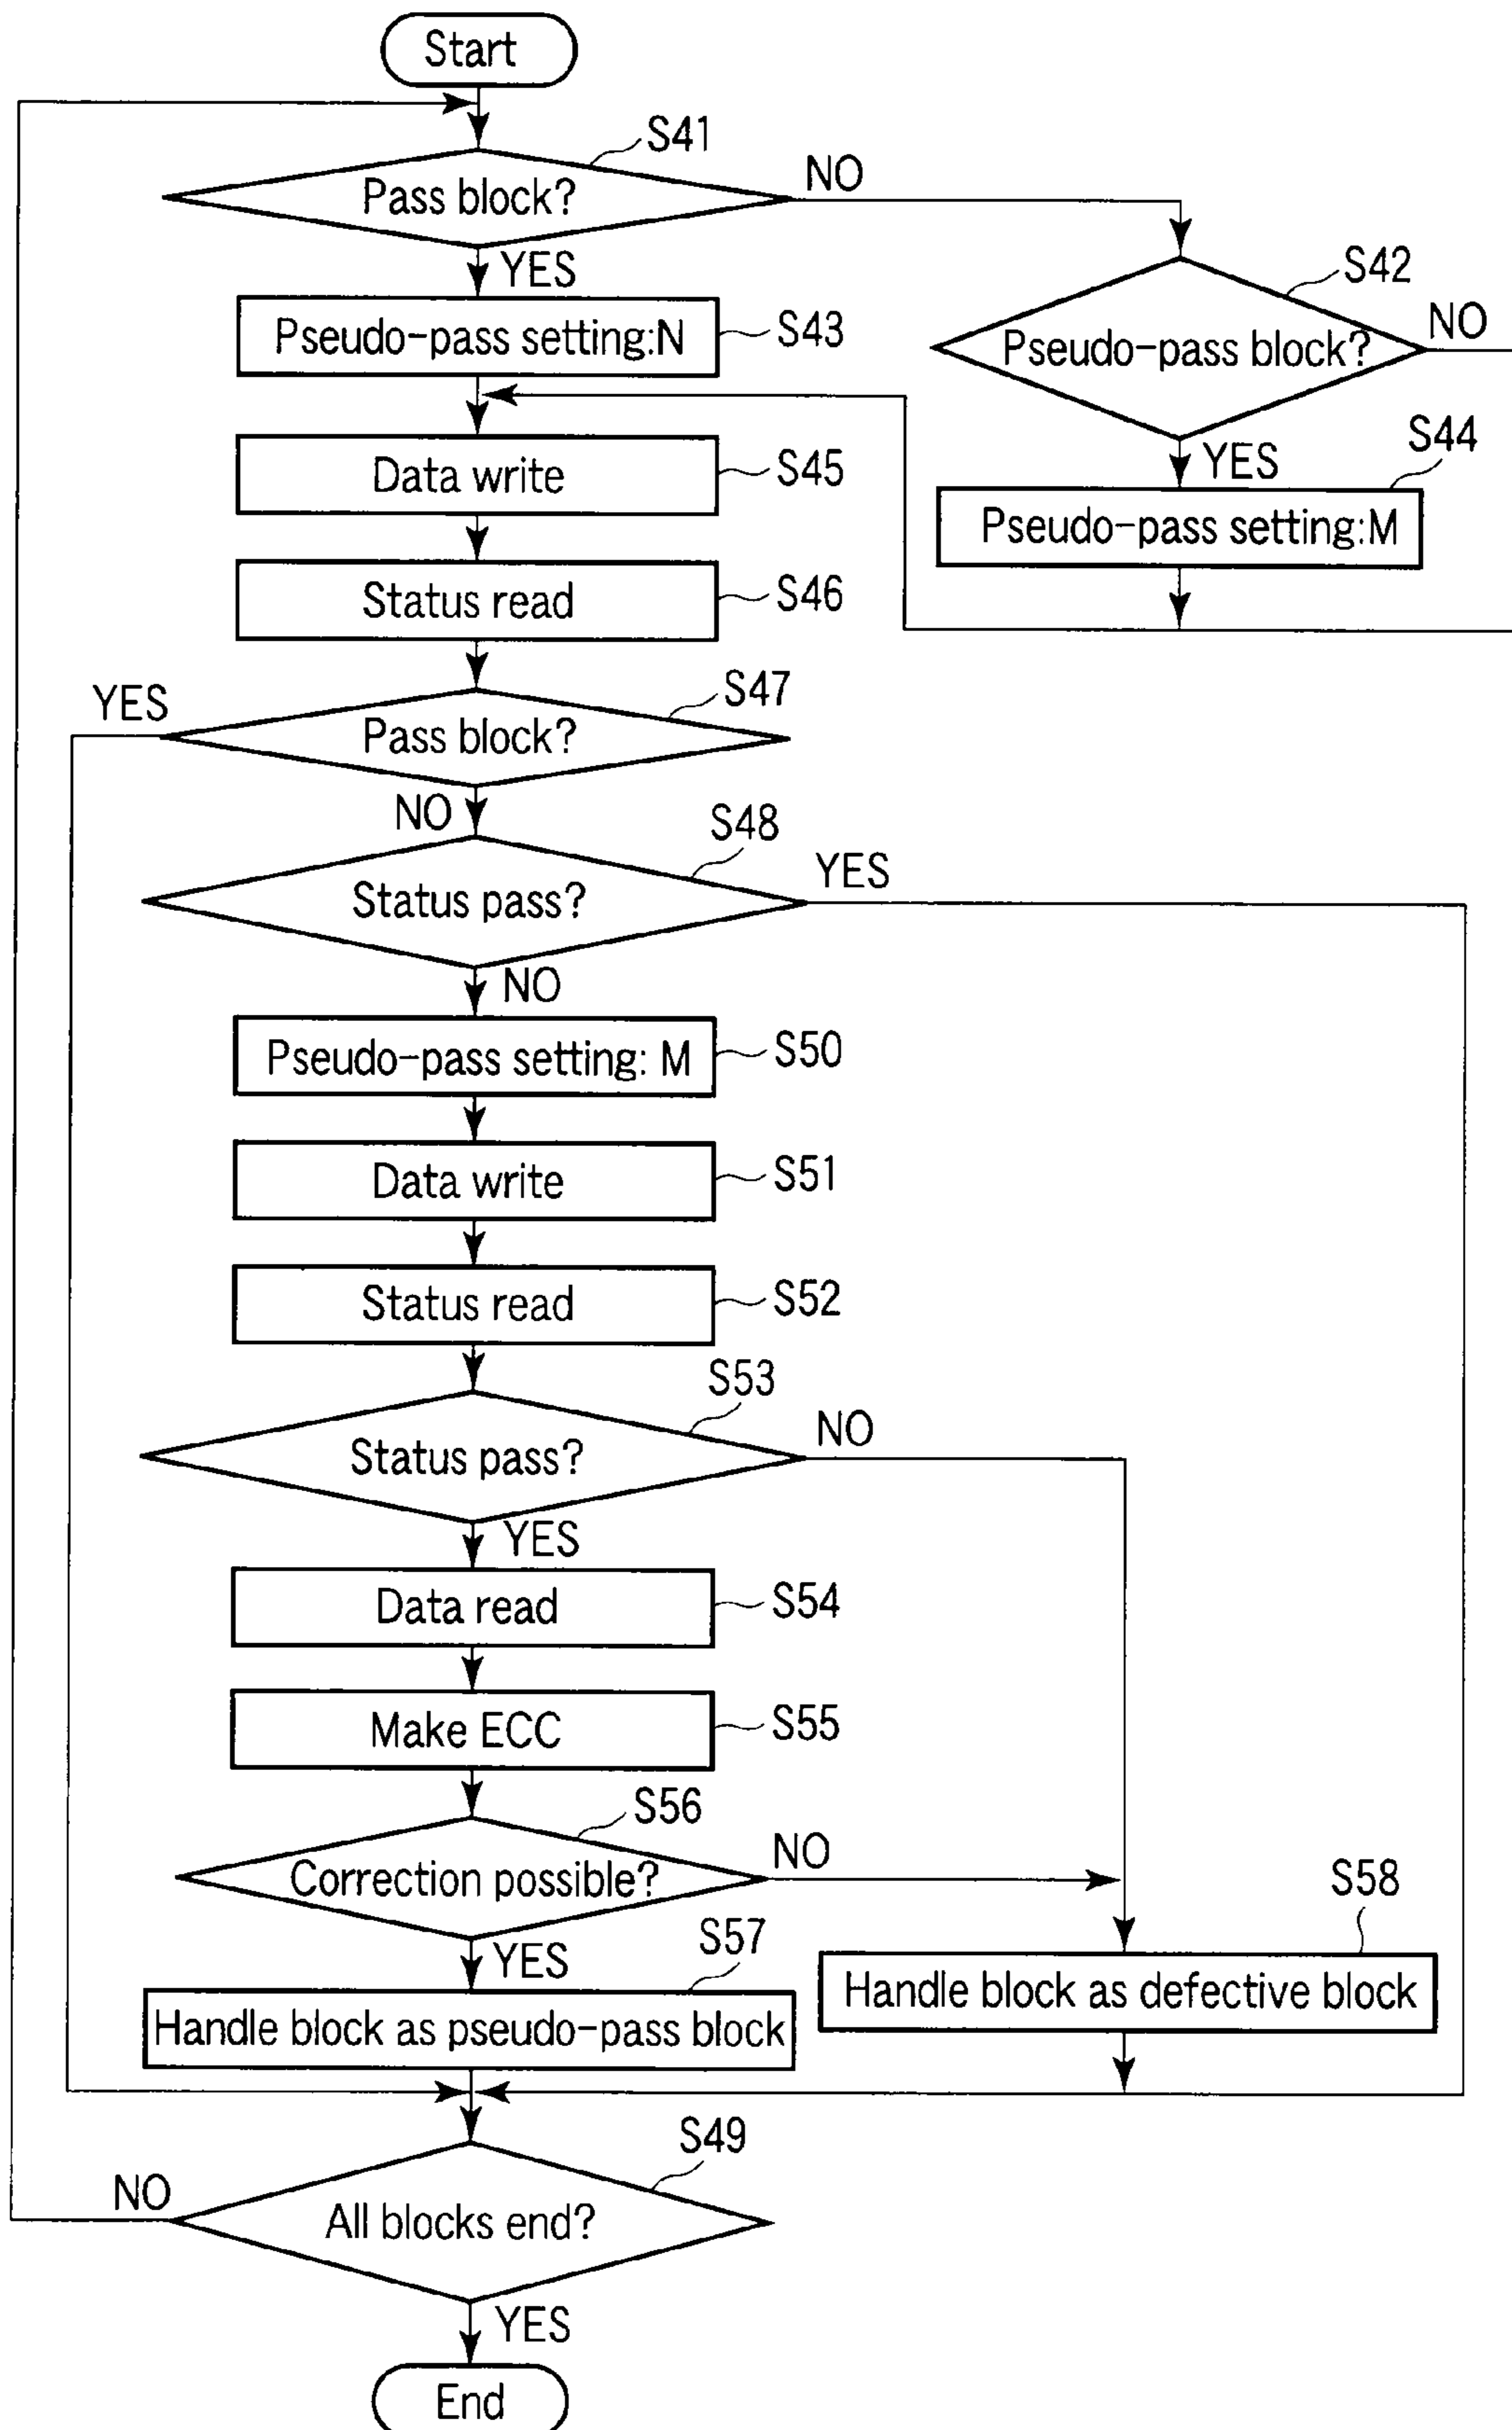 Start
S41
Pass block?
NO
YES
S42
Pseudo-pass block?
NO
Pseudo-pass setting:N
S43
YES
S44
Pseudo-pass setting:M
Data write
S45
Status read
S46
S47
YES
Pass block?
NO
S48
Status pass?
YES
NO
Pseudo-pass setting: M
S50
Data write
S51
Status read
S52
S53
Status pass?
NO
YES
Data read
S54
Make ECC
S55
S56
Correction possible?
NO
YES
S57
Handle block as pseudo-pass block
S58
Handle block as defective block
S49
NO
All blocks end?
YES
End